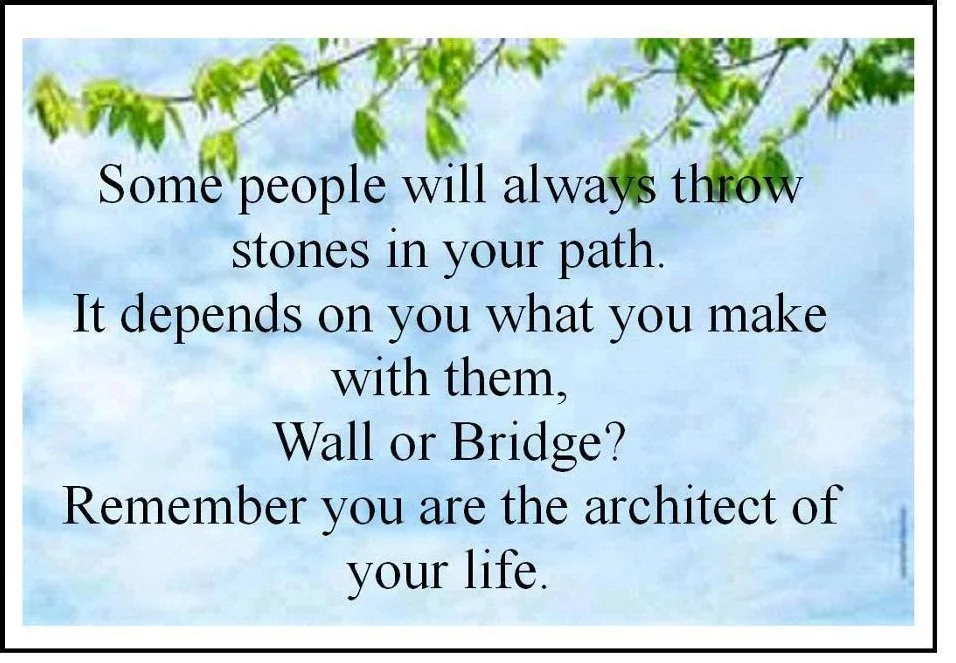 Some people will always throw
stones in your path.
It depends on you what you make
with them,
Wall or Bridge?
Remember you are the architect of
your life.